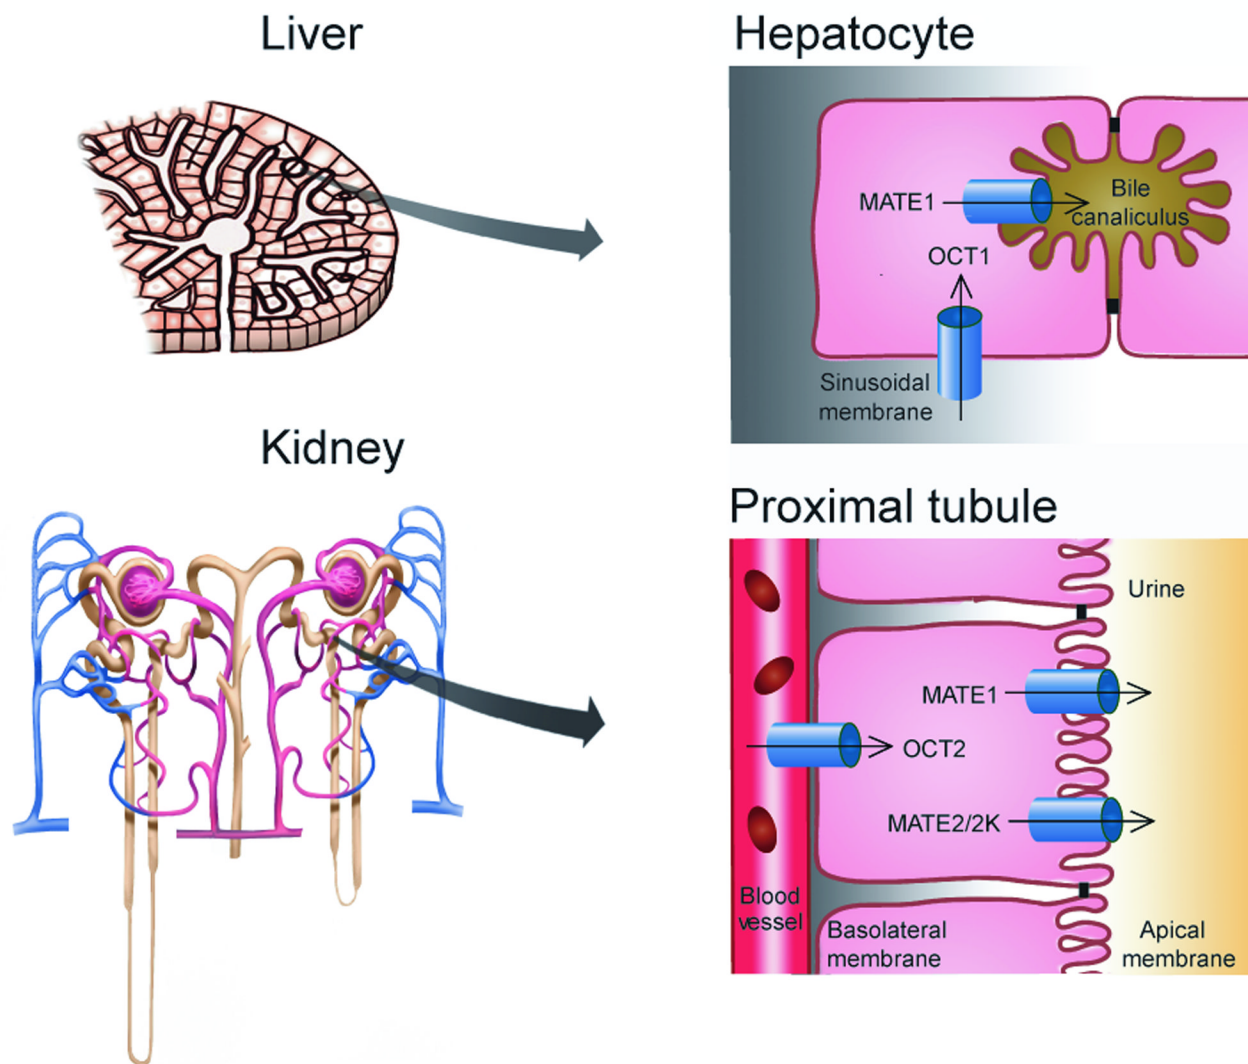 Liver
Hepatocyte
MATE1
Bile
canaliculus
OCT1
Sinusoidal
membrane
Kidney
Proximal tubule
Urine
MATE1
OCT2
MATE2/2K
Blood
vessel
Basolateral
membrane
Apical
membrane